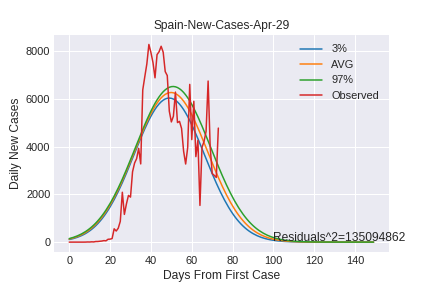 Spain-New-Cases-Apr-29
3%
AVG
97%
Observed
8000
6000
4000
2000
0
Daily New Cases
Residuals^2=135094862
0 20 40 60 80 100 120 140
Days From First Case